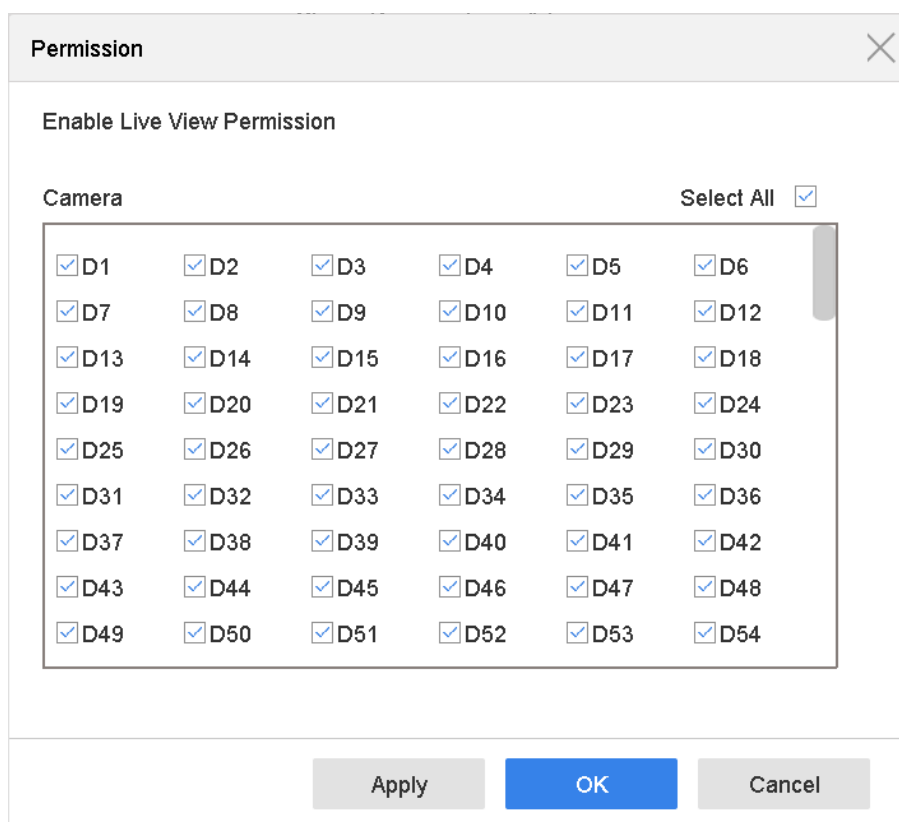 Permission
Enable Live View Permission
Camera Select All
D1 D2 D3 D4 D5 D6
D7 D8 D9 D10 D11 D12
D13 D14 D15 D16 D17 D18
D19 D20 D21 D22 D23 D24
D25 D26 D27 D28 D29 D30
D31 D32 D33 D34 D35 D36
D37 D38 D39 D40 D41 D42
D43 D44 D45 D46 D47 D48
D49 D50 D51 D52 D53 D54
Apply OK Cancel